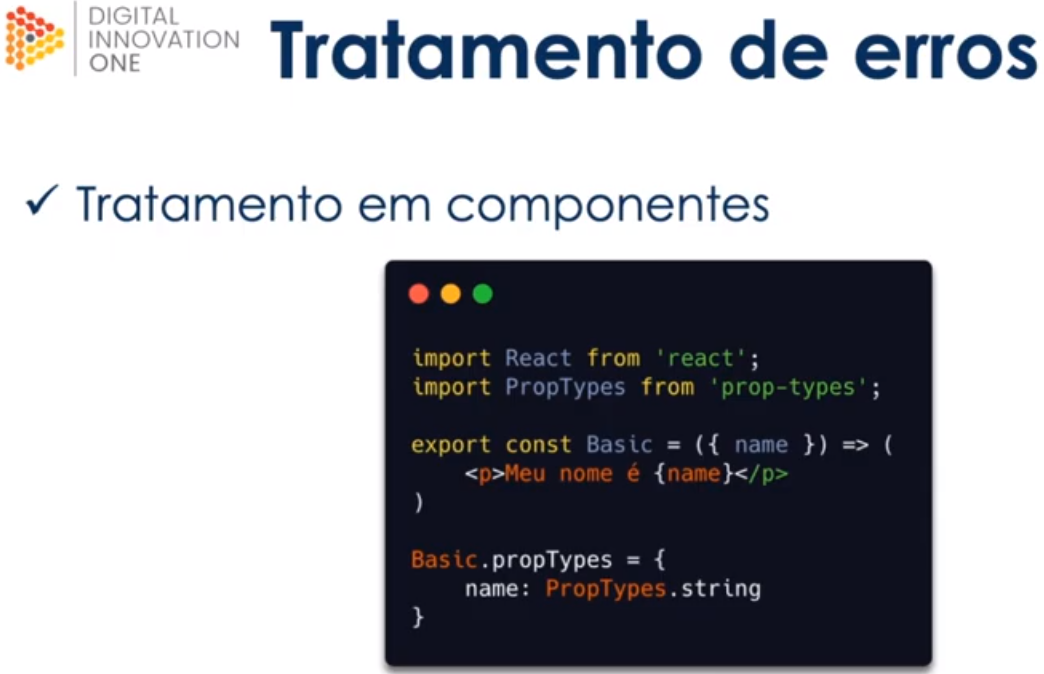 DIGITAL
INNOVATION
ONE
Tratamento de erros
✓ Tratamento em componentes
import React from 'react';
import PropTypes from 'prop-types';
export const Basic = ({ name }) => (
    <p>Meu nome é {name}</p>
)
Basic.propTypes = {
    name: PropTypes.string
}